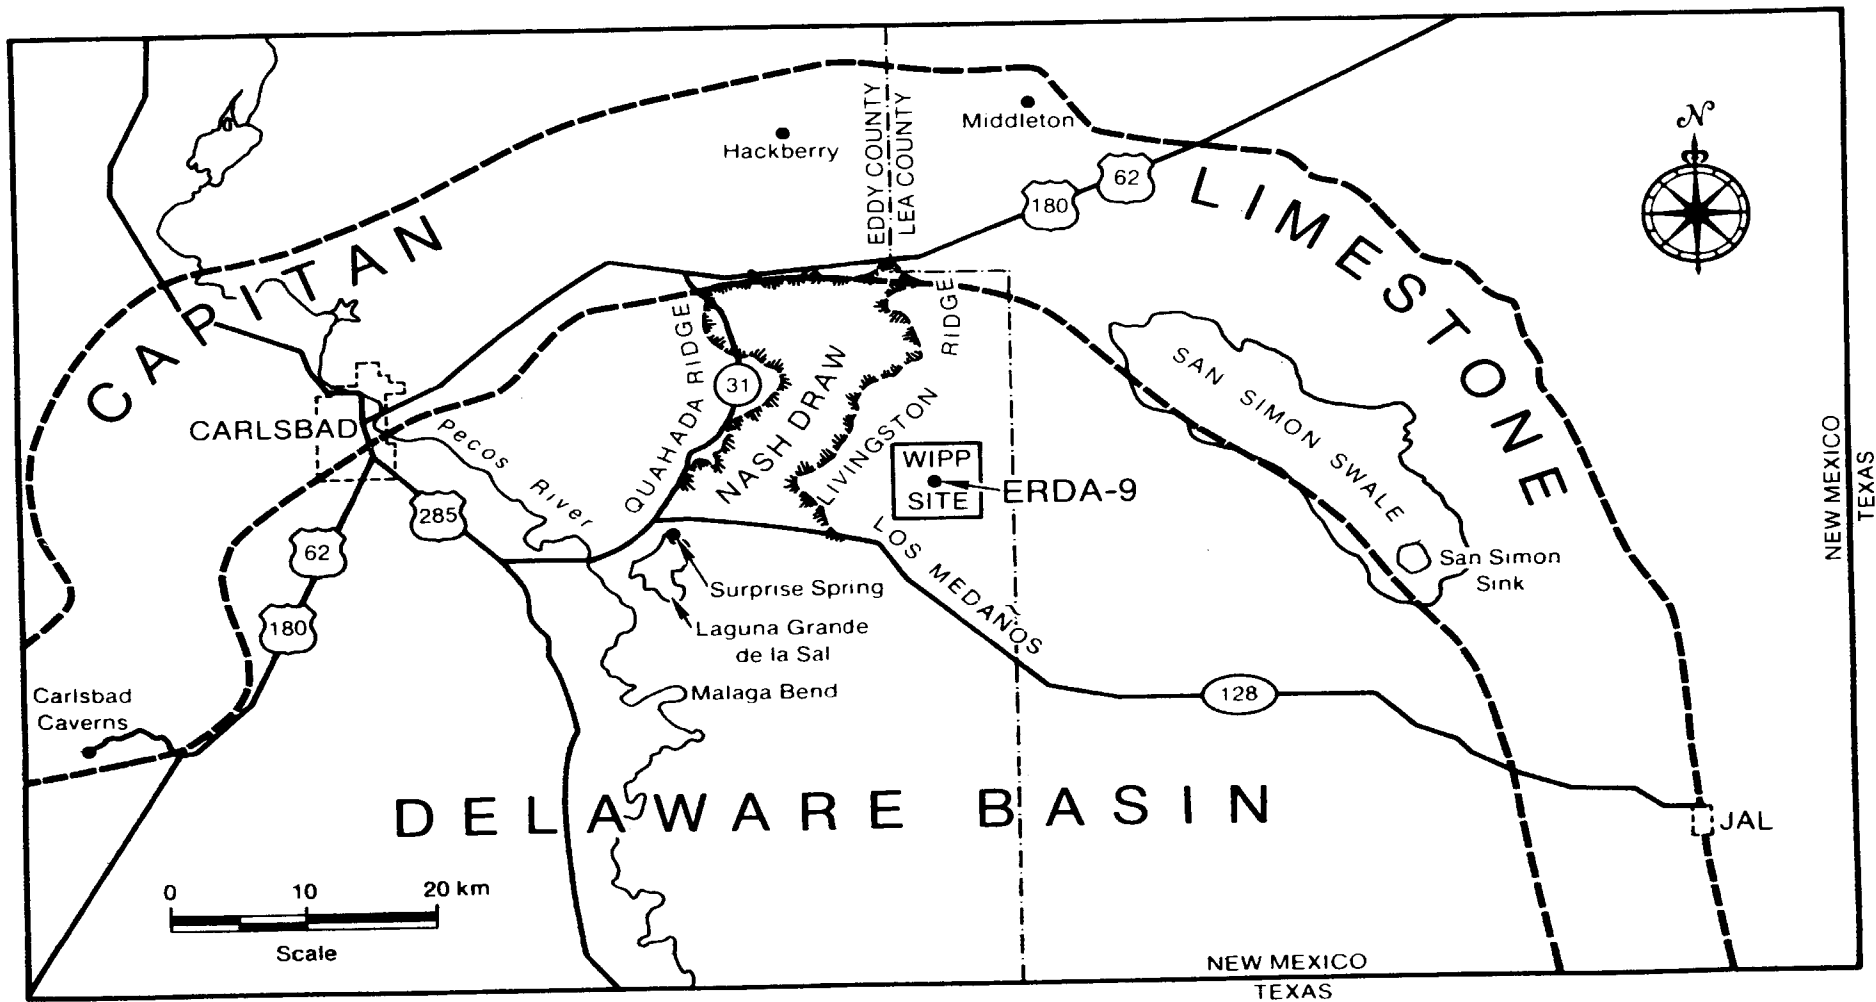 N
EDDY COUNTY
LEA COUNTY
Middleton
Hackberry
62
180
CAPITAN
LIMESTONE
QUAHADA RIDGE
31
NASH DRAW
LIVINGSTON
RIDGE
SAN SIMON SWALE
CARLSBAD
Pecos River
WIPP
SITE
ERDA-9
285
62
180
LOS MEDAÑOS
San Simon
Sink
Surprise Spring
Laguna Grande
de la Sal
Malaga Bend
Carlsbad
Caverns
128
NEW MEXICO
TEXAS
DELAWARE BASIN
JAL
0 10 20 km
Scale
NEW MEXICO
TEXAS